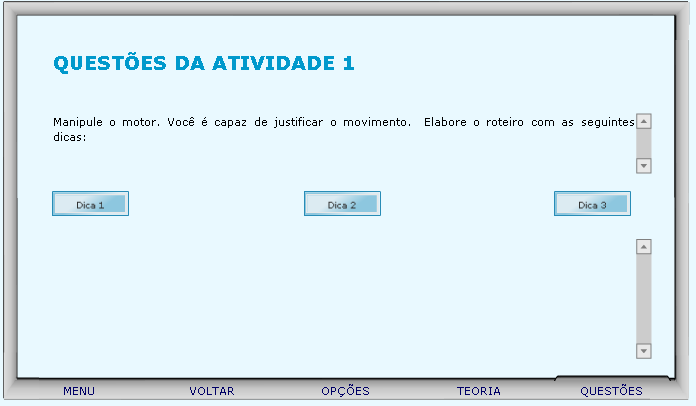 QUESTÕES DA ATIVIDADE 1
Manipule o motor. Você é capaz de justificar o movimento. Elabore o roteiro com as seguintes
dicas:
Dica 1 Dica 2 Dica 3
MENU VOLTAR OPÇÕES TEORIA QUESTÕES